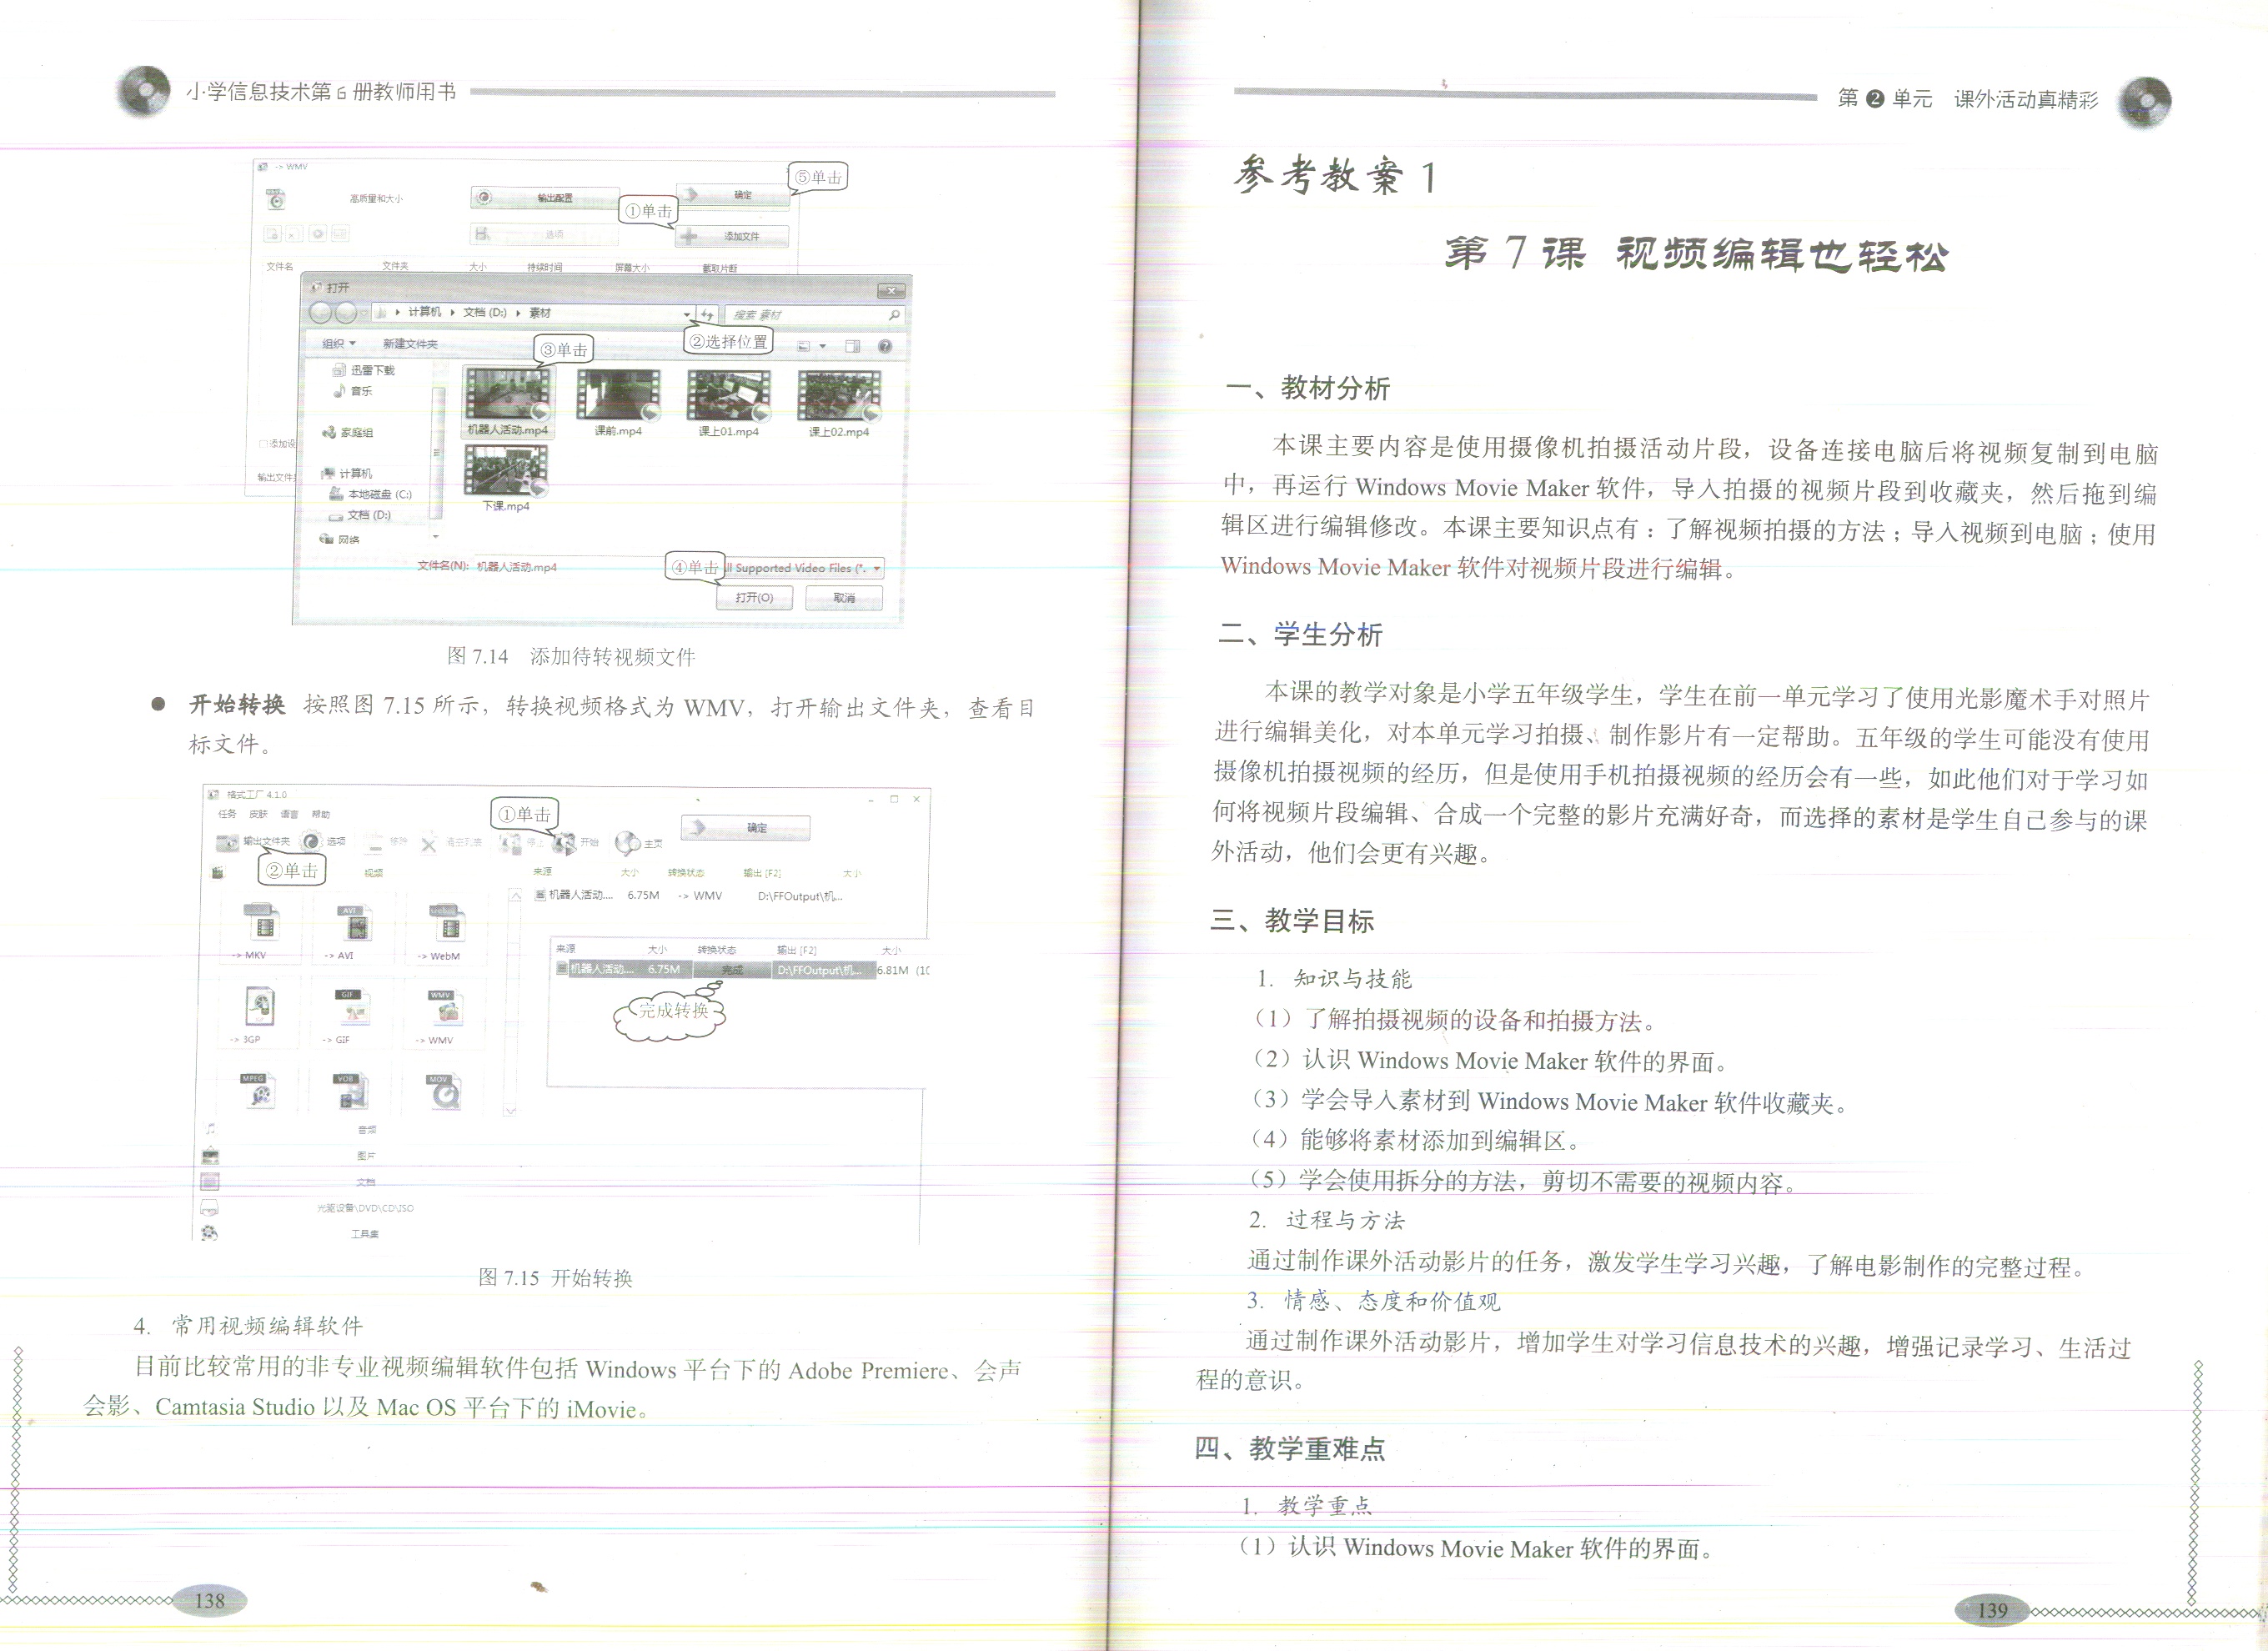 小学信息技术第6册教师用书
-> WMV
高质量和大小
输出配置
确定
⑤单击
①单击
选项
添加文件
文件名
文件夹
大小
持续时间
屏幕大小
截取片断
打开
计算机
文档 (D:)
素材
搜索 素材
②选择位置
组织
新建文件夹
③单击
迅雷下载
音乐
家庭组
计算机
本地磁盘 (C:)
文档 (D:)
网络
机器人活动.mp4
课前.mp4
课上01.mp4
课上02.mp4
下课.mp4
添加设
输出文件
文件名(N): 机器人活动.mp4
④单击
ll Supported Video Files (*.
打开(O)
取消
图 7.14 添加待转视频文件
● 开始转换 按照图 7.15 所示，转换视频格式为 WMV，打开输出文件夹，查看目
标文件。
格式工厂 4.1.0
任务 皮肤 语言 帮助
①单击
确定
输出文件夹
选项
移除
清空列表
停止
开始
主页
②单击
视频
来源 大小 转换状态 输出 [F2] 大小
机器人活动.... 6.75M -> WMV D:\FFOutput\机...
-> MKV
-> AVI
-> WebM
来源 大小 转换状态 输出 [F2] 大小
机器人活动.... 6.75M 完成 D:\FFOutput\机... 6.81M (10
完成转换
-> 3GP
GIF
-> GIF
WMV
-> WMV
MPEG
VOB
MOV
音频
图片
文档
光驱设备\DVD\CD\ISO
工具集
图 7.15 开始转换
4. 常用视频编辑软件
目前比较常用的非专业视频编辑软件包括 Windows 平台下的 Adobe Premiere、会声
会影、Camtasia Studio 以及 Mac OS 平台下的 iMovie。
138
第 2 单元 课外活动真精彩
参考教案 1
第 7 课 视频编辑也轻松
一、教材分析
本课主要内容是使用摄像机拍摄活动片段，设备连接电脑后将视频复制到电脑
中，再运行 Windows Movie Maker 软件，导入拍摄的视频片段到收藏夹，然后拖到编
辑区进行编辑修改。本课主要知识点有：了解视频拍摄的方法；导入视频到电脑；使用
Windows Movie Maker 软件对视频片段进行编辑。
二、学生分析
本课的教学对象是小学五年级学生，学生在前一单元学习了使用光影魔术手对照片
进行编辑美化，对本单元学习拍摄、制作影片有一定帮助。五年级的学生可能没有使用
摄像机拍摄视频的经历，但是使用手机拍摄视频的经历会有一些，如此他们对于学习如
何将视频片段编辑、合成一个完整的影片充满好奇，而选择的素材是学生自己参与的课
外活动，他们会更有兴趣。
三、教学目标
1. 知识与技能
（1）了解拍摄视频的设备和拍摄方法。
（2）认识 Windows Movie Maker 软件的界面。
（3）学会导入素材到 Windows Movie Maker 软件收藏夹。
（4）能够将素材添加到编辑区。
（5）学会使用拆分的方法，剪切不需要的视频内容。
2. 过程与方法
通过制作课外活动影片的任务，激发学生学习兴趣，了解电影制作的完整过程。
3. 情感、态度和价值观
通过制作课外活动影片，增加学生对学习信息技术的兴趣，增强记录学习、生活过
程的意识。
四、教学重难点
1. 教学重点
（1）认识 Windows Movie Maker 软件的界面。
139